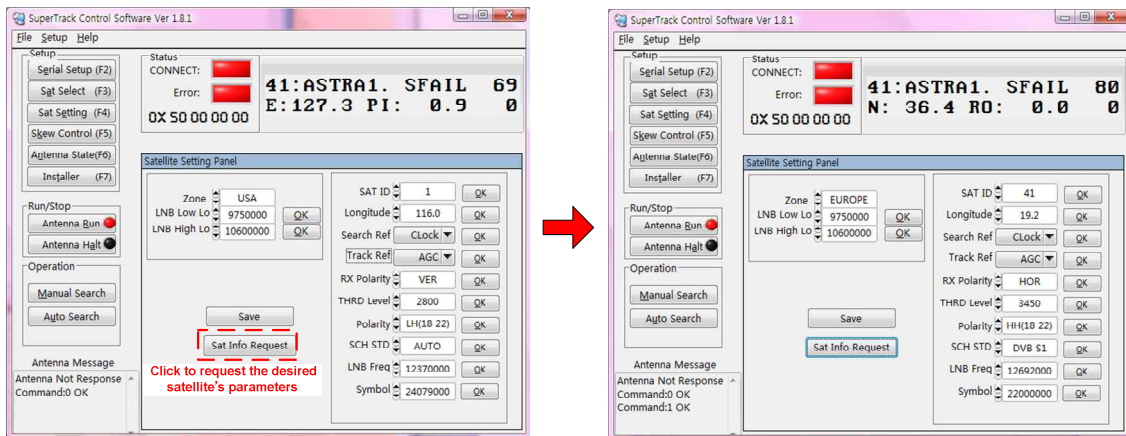 SuperTrack Control Software Ver 1.8.1
File Setup Help
Setup
Serial Setup (F2)
Sat Select (F3)
Sat Setting (F4)
Skew Control (F5)
Antenna State(F6)
Installer (F7)
Run/Stop
Antenna Run
Antenna Halt
Operation
Manual Search
Auto Search
Antenna Message
Antenna Not Response
Command:0 OK
Status
CONNECT:
Error:
0X 50 00 00 00
41:ASTRA1. SFAIL 69
E:127.3 PI: 0.9 0
Satellite Setting Panel
Zone USA
LNB Low Lo 9750000 OK
LNB High Lo 10600000 OK
Save
Sat Info Request
Click to request the desired
satellite's parameters
SAT ID 1 OK
Longitude 116.0 OK
Search Ref CLock OK
Track Ref AGC OK
RX Polarity VER OK
THRD Level 2800 OK
Polarity LH(18 22) OK
SCH STD AUTO OK
LNB Freq 12370000 OK
Symbol 24079000 OK
SuperTrack Control Software Ver 1.8.1
File Setup Help
Setup
Serial Setup (F2)
Sat Select (F3)
Sat Setting (F4)
Skew Control (F5)
Antenna State(F6)
Installer (F7)
Run/Stop
Antenna Run
Antenna Halt
Operation
Manual Search
Auto Search
Antenna Message
Antenna Not Response
Command:0 OK
Command:1 OK
Status
CONNECT:
Error:
0X 50 00 00 00
41:ASTRA1. SFAIL 80
N: 36.4 RO: 0.0 0
Satellite Setting Panel
Zone EUROPE
LNB Low Lo 9750000 OK
LNB High Lo 10600000 OK
Save
Sat Info Request
SAT ID 41 OK
Longitude 19.2 OK
Search Ref CLock OK
Track Ref AGC OK
RX Polarity HOR OK
THRD Level 3450 OK
Polarity HH(18 22) OK
SCH STD DVB S1 OK
LNB Freq 12692000 OK
Symbol 22000000 OK